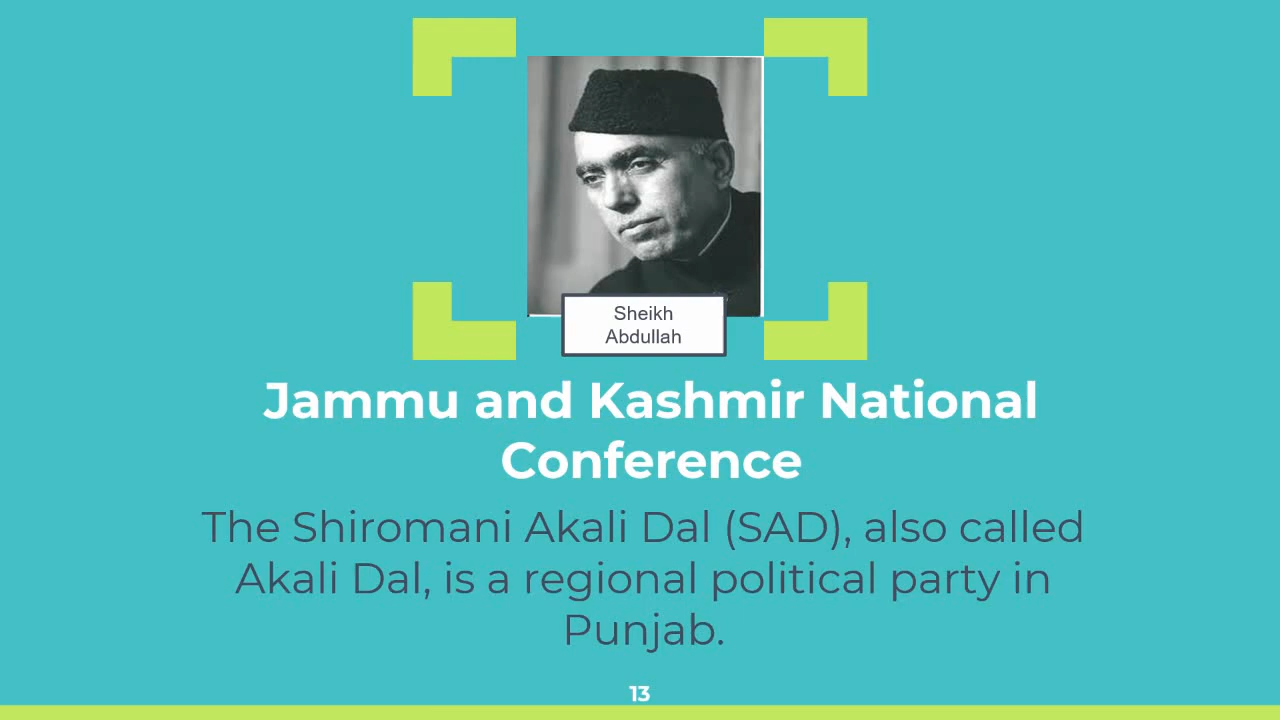 Sheikh
Abdullah
Jammu and Kashmir National
Conference
The Shiromani Akali Dal (SAD), also called
Akali Dal, is a regional political party in
Punjab.
13